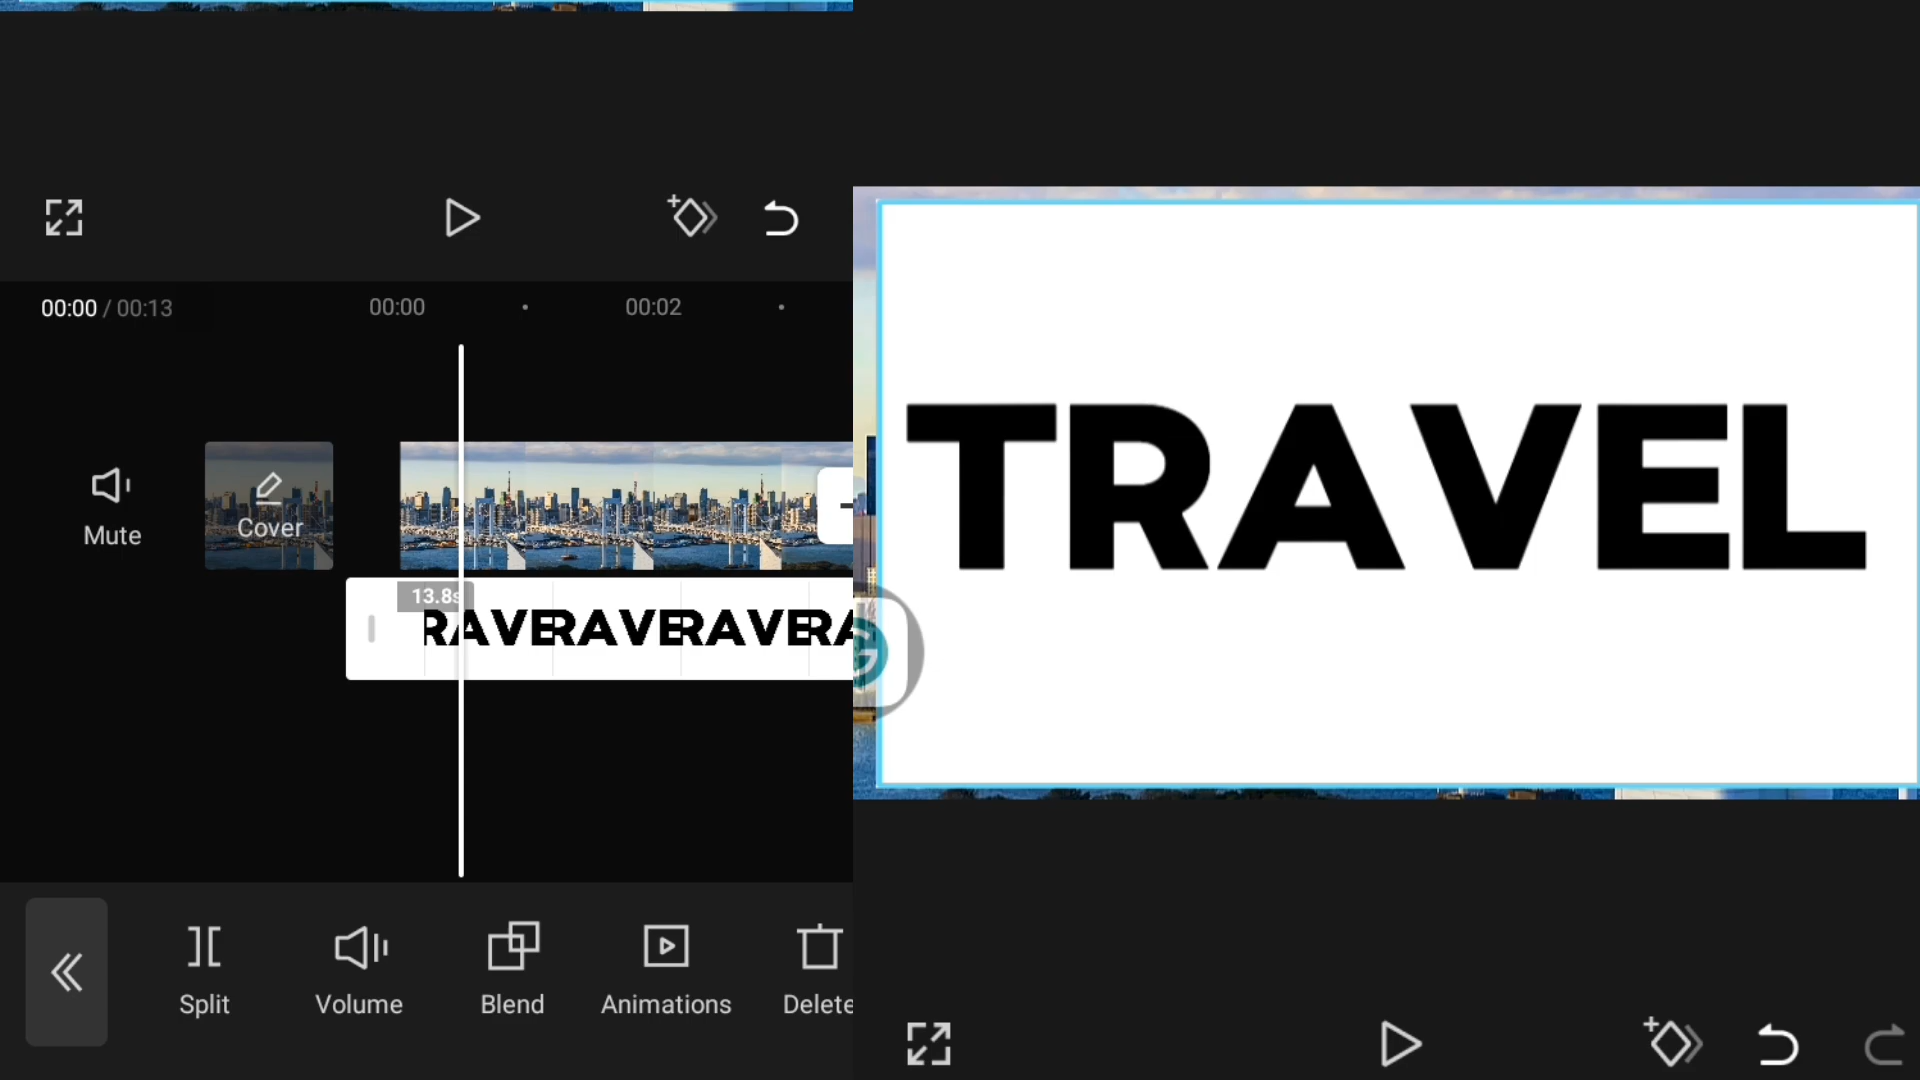 00:00 / 00:13
00:00
00:02
Mute
Cover
13.8s
RAVERAVERAVERA
Split
Volume
Blend
Animations
Delete
TRAVEL
G